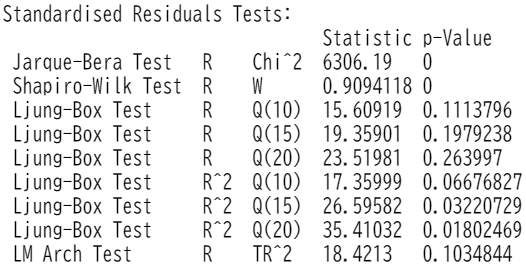 Standardised Residuals Tests:
Statistic p-Value
Jarque-Bera Test R Chi^2 6306.19 0
Shapiro-Wilk Test R W 0.9094118 0
Ljung-Box Test R Q(10) 15.60919 0.1113796
Ljung-Box Test R Q(15) 19.35901 0.1979238
Ljung-Box Test R Q(20) 23.51981 0.263997
Ljung-Box Test R^2 Q(10) 17.35999 0.06676827
Ljung-Box Test R^2 Q(15) 26.59582 0.03220729
Ljung-Box Test R^2 Q(20) 35.41032 0.01802469
LM Arch Test R TR^2 18.4213 0.1034844